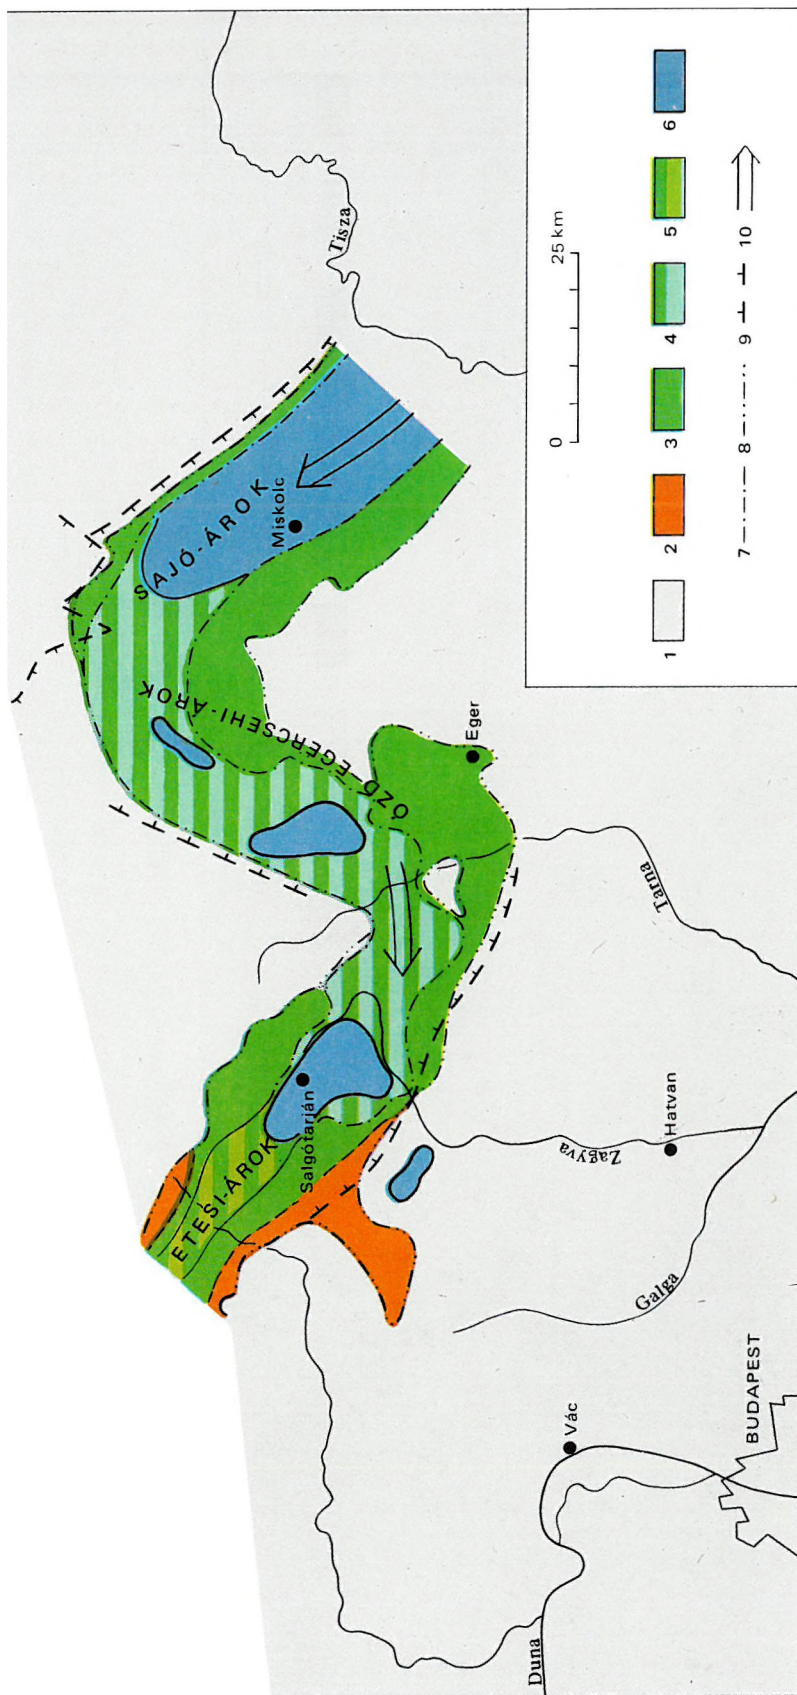 Tisza
SAJÓ-ÁROK
Miskolc
ÓZD EGERCSEHI-ÁROK
Eger
Tarna
ETESI-ÁROK
Salgótarján
Zagyva
Hatvan
Galga
Vác
BUDAPEST
Duna
0 25 km
1 2 3 4 5 6
7 8 9 10